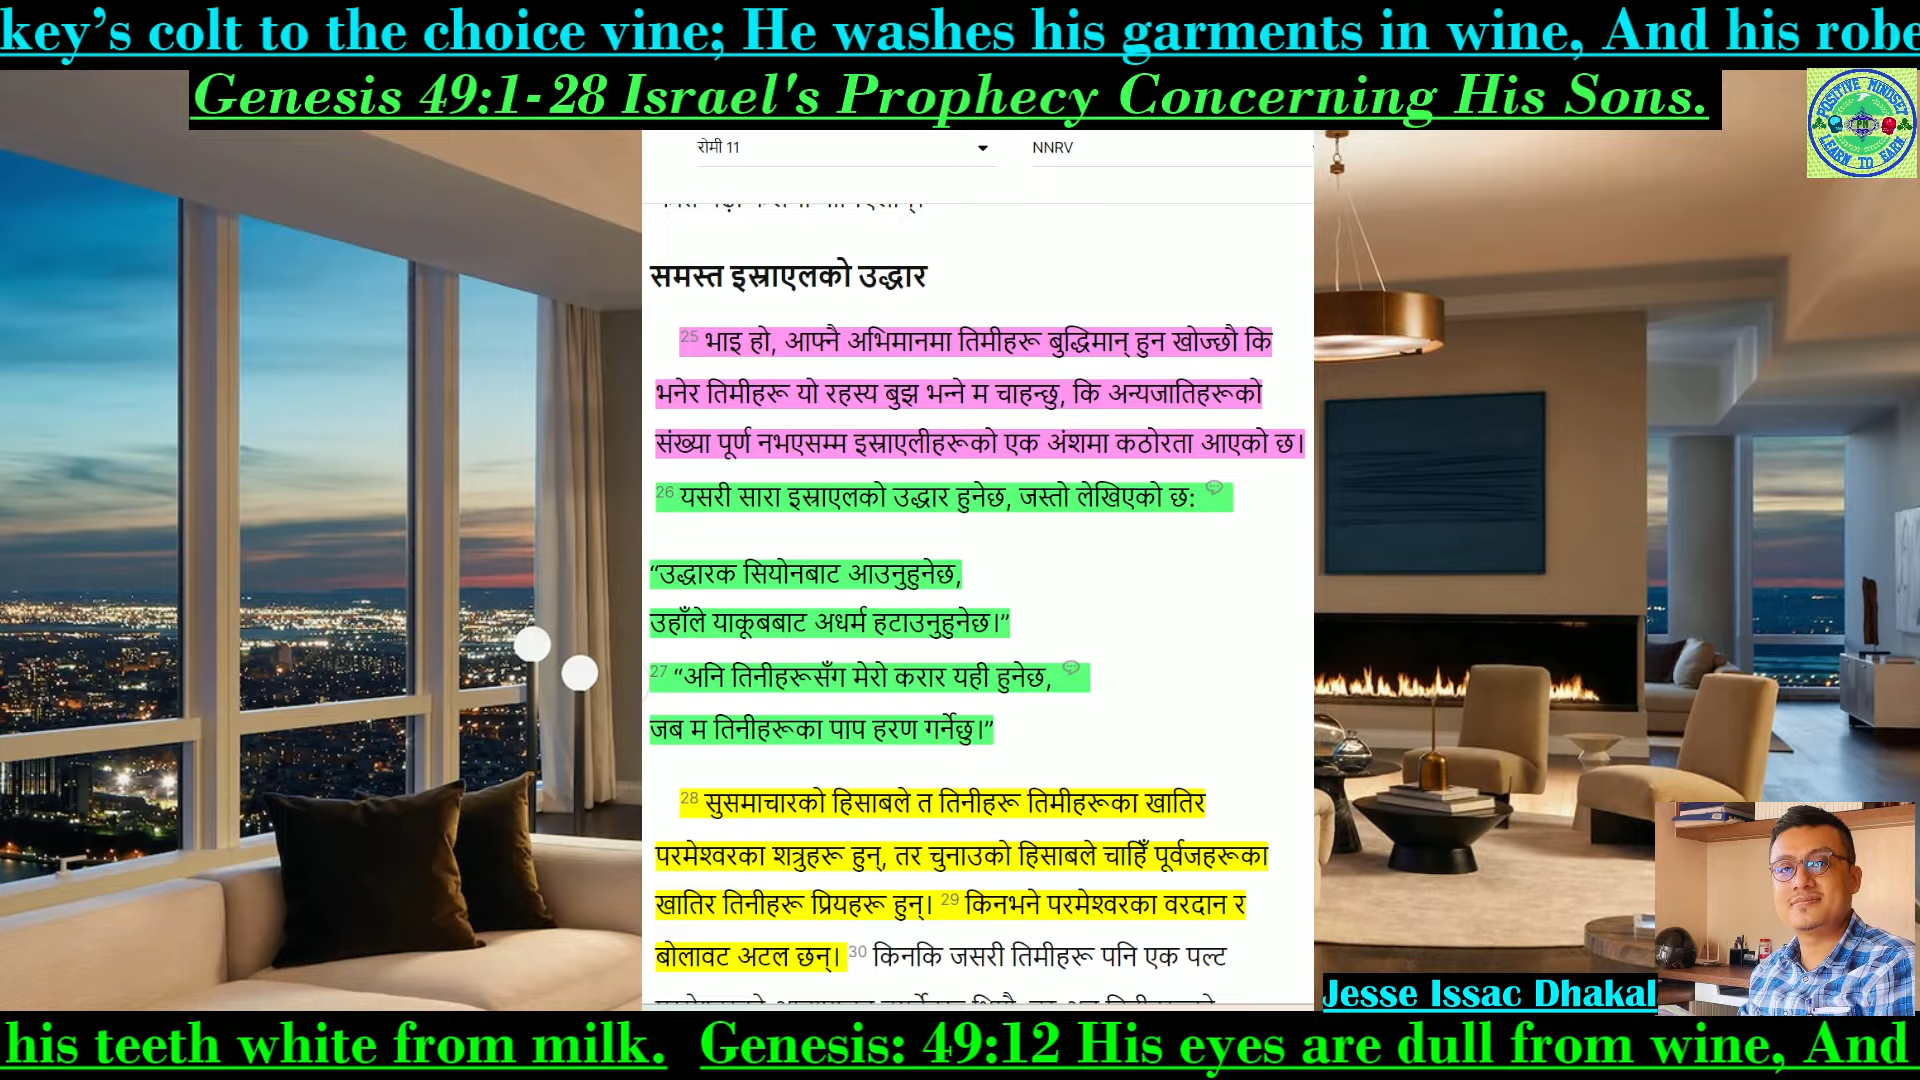 key’s colt to the choice vine; He washes his garments in wine, And his robe
Genesis 49:1-28 Israel's Prophecy Concerning His Sons.
POSITIVE MINDSET
LEARN TO EARN
रोमी 11
NNRV
समस्त इस्राएलको उद्धार
25 भाइ हो, आफ्नै अभिमानमा तिमीहरू बुद्धिमान् हुन खोज्छौ कि
भनेर तिमीहरू यो रहस्य बुझ भन्ने म चाहन्छु, कि अन्यजातिहरूको
संख्या पूर्ण नभएसम्म इस्राएलीहरूको एक अंशमा कठोरता आएको छ।
26 यसरी सारा इस्राएलको उद्धार हुनेछ, जस्तो लेखिएको छ:
“उद्धारक सियोनबाट आउनुहुनेछ,
उहाँले याकूबबाट अधर्म हटाउनुहुनेछ।”
27 “अनि तिनीहरूसँग मेरो करार यही हुनेछ,
जब म तिनीहरूका पाप हरण गर्नेछु।”
28 सुसमाचारको हिसाबले त तिनीहरू तिमीहरूका खातिर
परमेश्वरका शत्रुहरू हुन्, तर चुनाउको हिसाबले चाहिँ पूर्वजहरूका
खातिर तिनीहरू प्रियहरू हुन्। 29 किनभने परमेश्वरका वरदान र
बोलावट अटल छन्। 30 किनकि जसरी तिमीहरू पनि एक पल्ट
Jesse Issac Dhakal
his teeth white from milk. Genesis: 49:12 His eyes are dull from wine, And